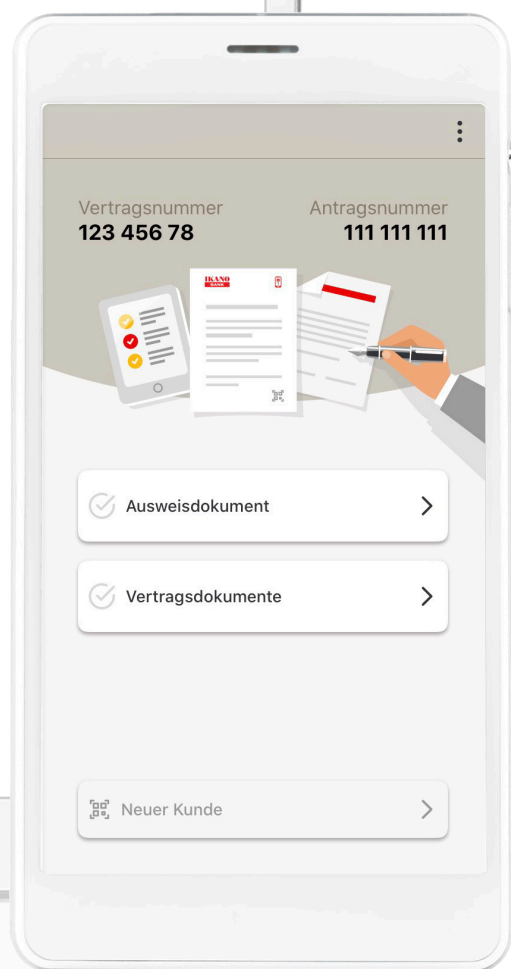 Vertragsnummer
Antragsnummer
123 456 78
111 111 111
IKANO
BANK
Ausweisdokument
Vertragsdokumente
Neuer Kunde